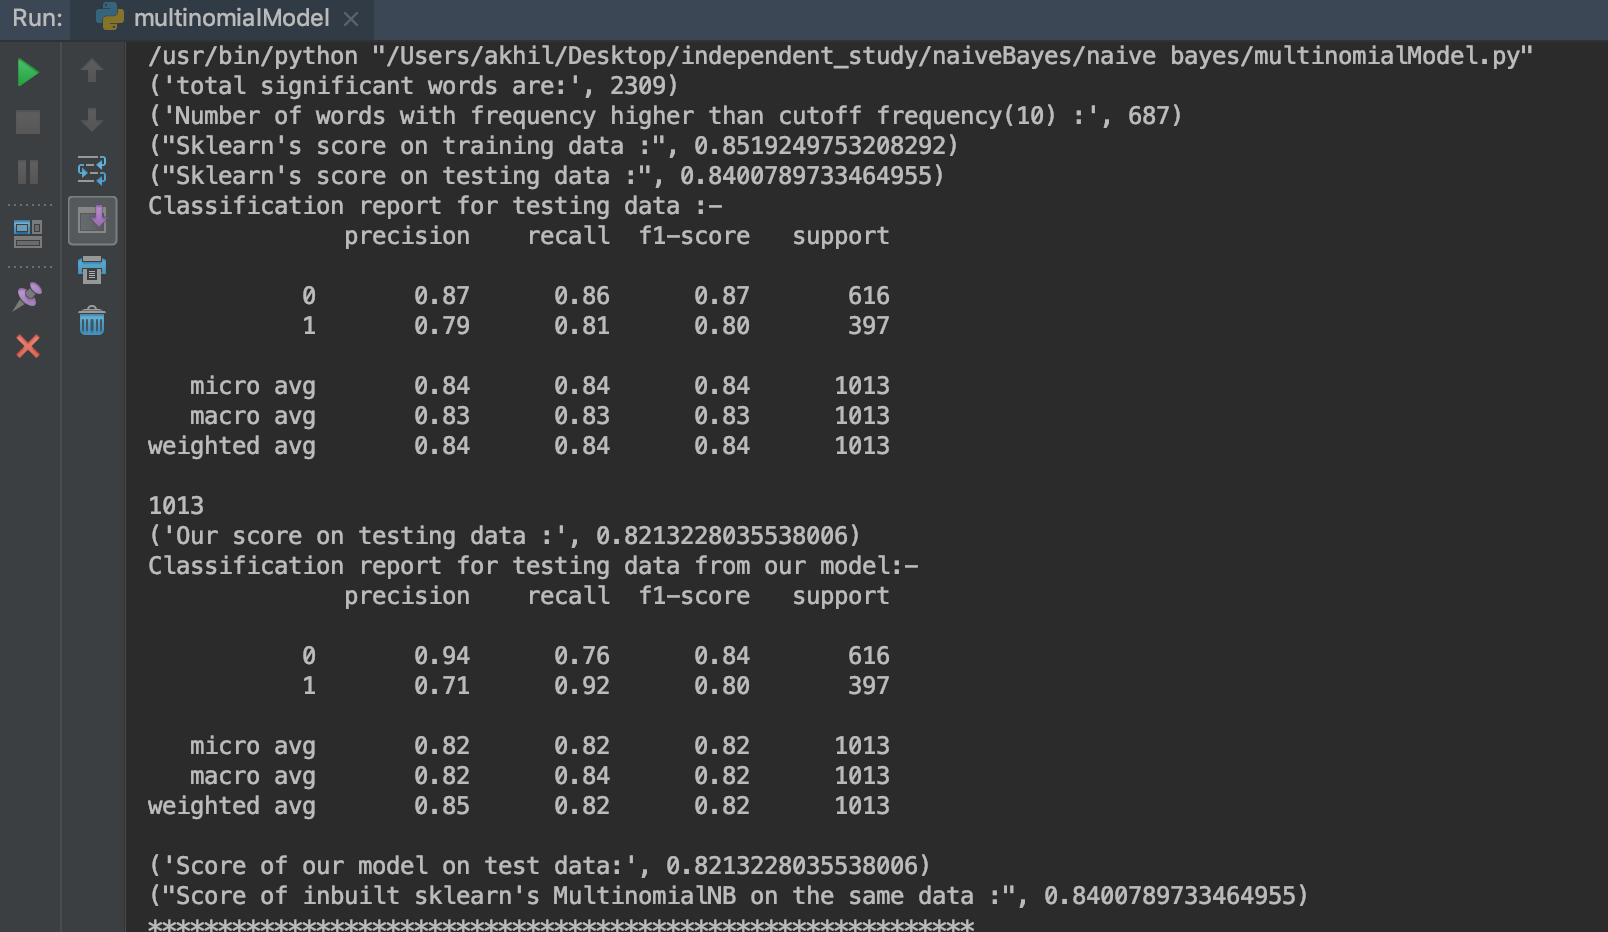 Run: multinomialModel
/usr/bin/python "/Users/akhil/Desktop/independent_study/naiveBayes/naive bayes/multinomialModel.py"
('total significant words are:', 2309)
('Number of words with frequency higher than cutoff frequency(10) :', 687)
("Sklearn's score on training data :", 0.8519249753208292)
("Sklearn's score on testing data :", 0.8400789733464955)
Classification report for testing data :-
precision recall f1-score support
0 0.87 0.86 0.87 616
1 0.79 0.81 0.80 397
micro avg 0.84 0.84 0.84 1013
macro avg 0.83 0.83 0.83 1013
weighted avg 0.84 0.84 0.84 1013
1013
('Our score on testing data :', 0.8213228035538006)
Classification report for testing data from our model:-
precision recall f1-score support
0 0.94 0.76 0.84 616
1 0.71 0.92 0.80 397
micro avg 0.82 0.82 0.82 1013
macro avg 0.82 0.84 0.82 1013
weighted avg 0.85 0.82 0.82 1013
('Score of our model on test data:', 0.8213228035538006)
("Score of inbuilt sklearn's MultinomialNB on the same data :", 0.8400789733464955)
***********************************************************